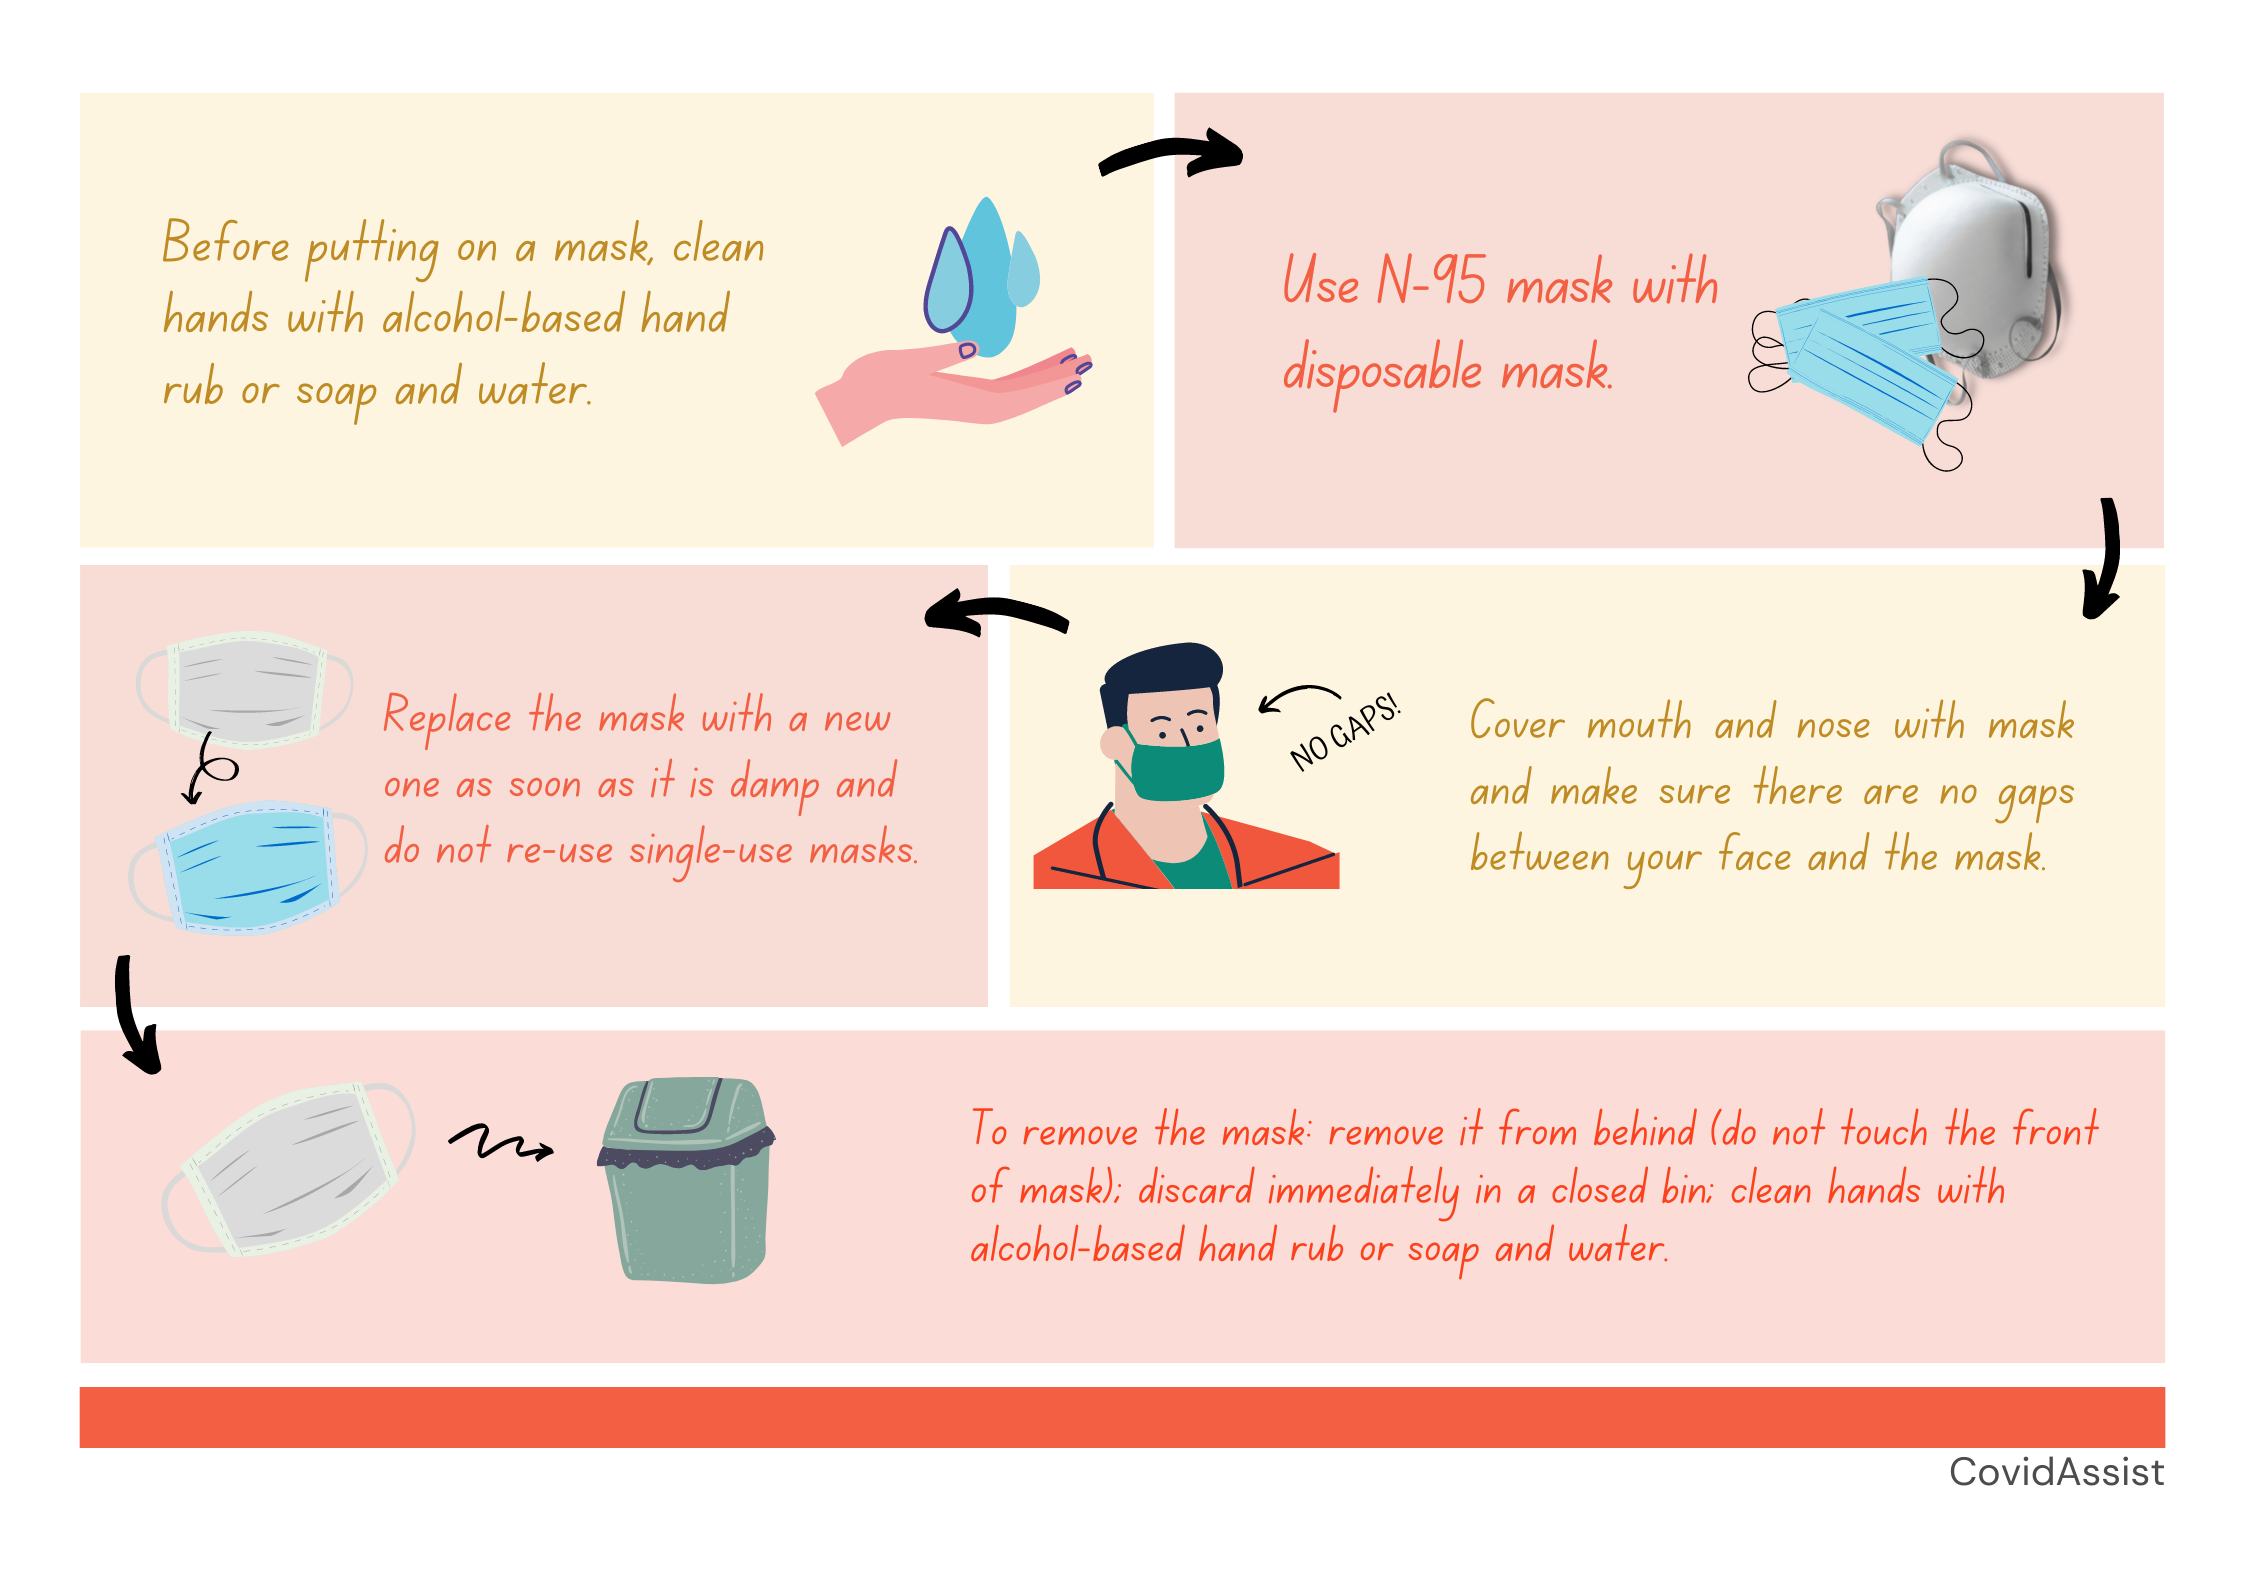 Before putting on a mask, clean
hands with alcohol-based hand
rub or soap and water.
Use N-95 mask with
disposable mask.
NO GAPS!
Cover mouth and nose with mask
and make sure there are no gaps
between your face and the mask.
Replace the mask with a new
one as soon as it is damp and
do not re-use single-use masks.
To remove the mask: remove it from behind (do not touch the front
of mask); discard immediately in a closed bin; clean hands with
alcohol-based hand rub or soap and water.
CovidAssist